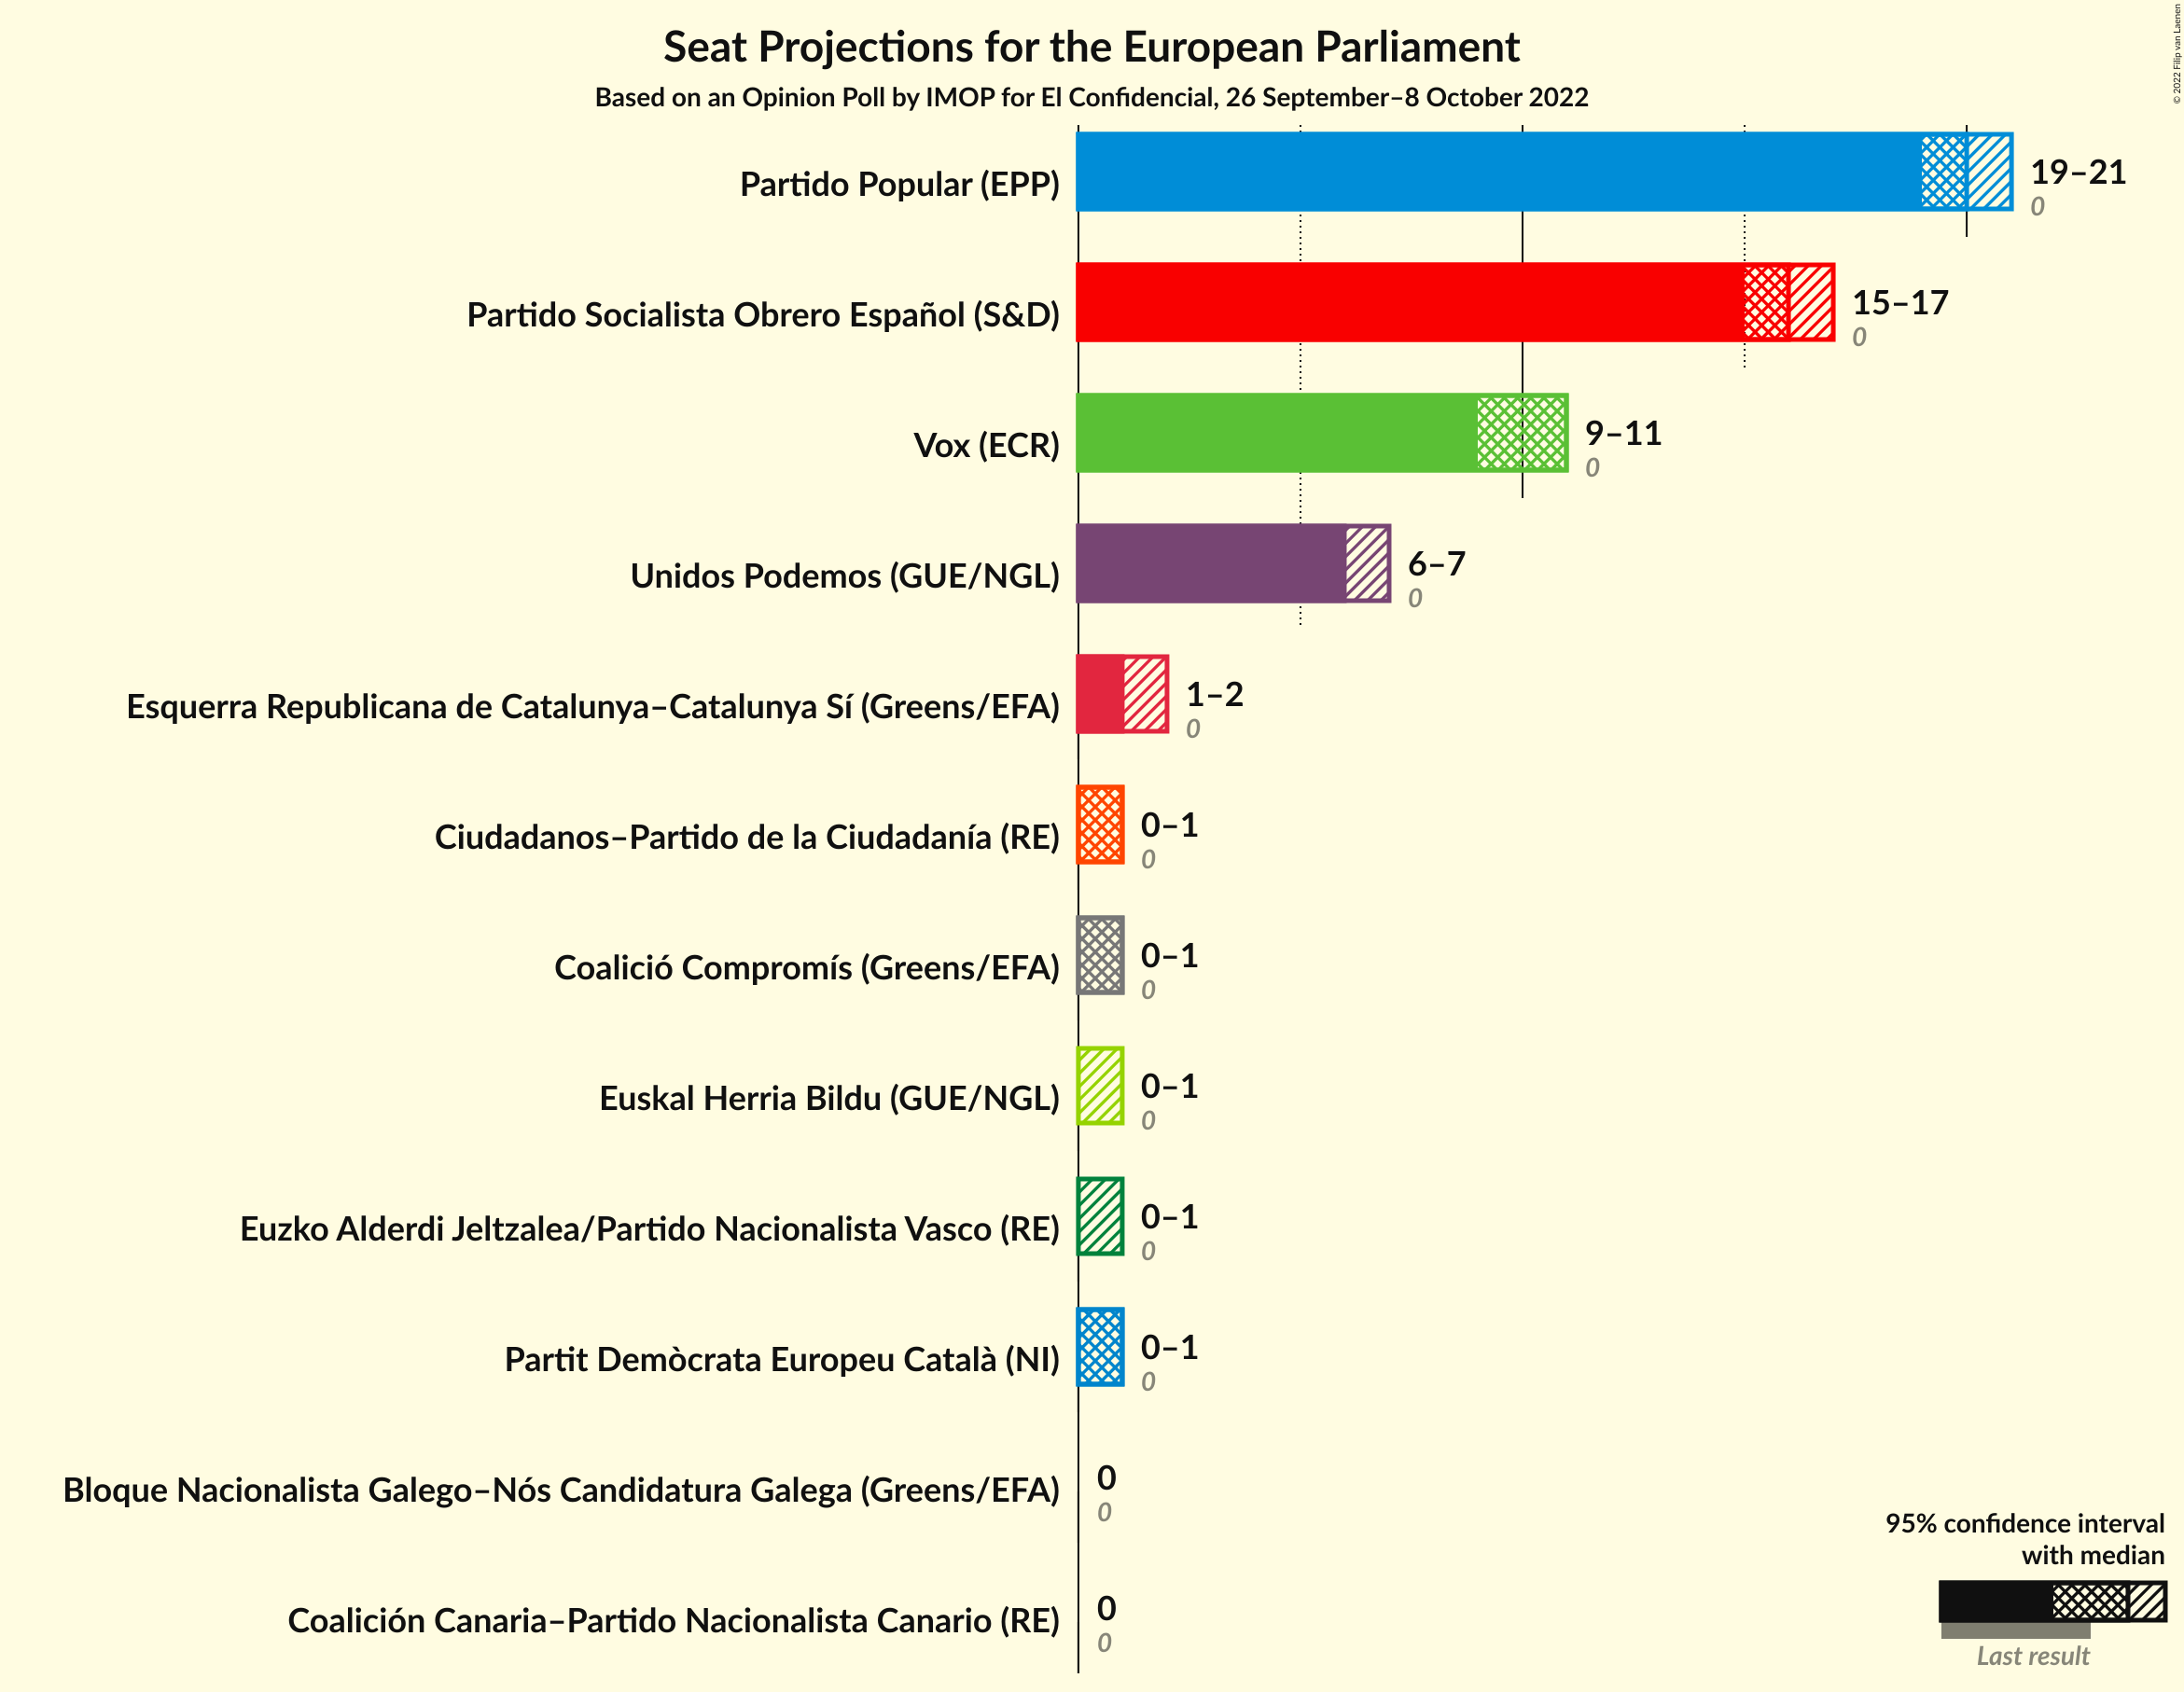 Seat Projections for the European Parliament
Based on an Opinion Poll by IMOP for El Confidencial, 26 September–8 October 2022
© 2022 Filip van Laenen
Partido Popular (EPP)
19–21
0
Partido Socialista Obrero Español (S&D)
15–17
0
Vox (ECR)
9–11
0
Unidos Podemos (GUE/NGL)
6–7
0
Esquerra Republicana de Catalunya–Catalunya Sí (Greens/EFA)
1–2
0
Ciudadanos–Partido de la Ciudadanía (RE)
0–1
0
Coalició Compromís (Greens/EFA)
0–1
0
Euskal Herria Bildu (GUE/NGL)
0–1
0
Euzko Alderdi Jeltzalea/Partido Nacionalista Vasco (RE)
0–1
0
Partit Demòcrata Europeu Català (NI)
0–1
0
Bloque Nacionalista Galego–Nós Candidatura Galega (Greens/EFA)
0
0
Coalición Canaria–Partido Nacionalista Canario (RE)
0
0
95% confidence interval
with median
Last result